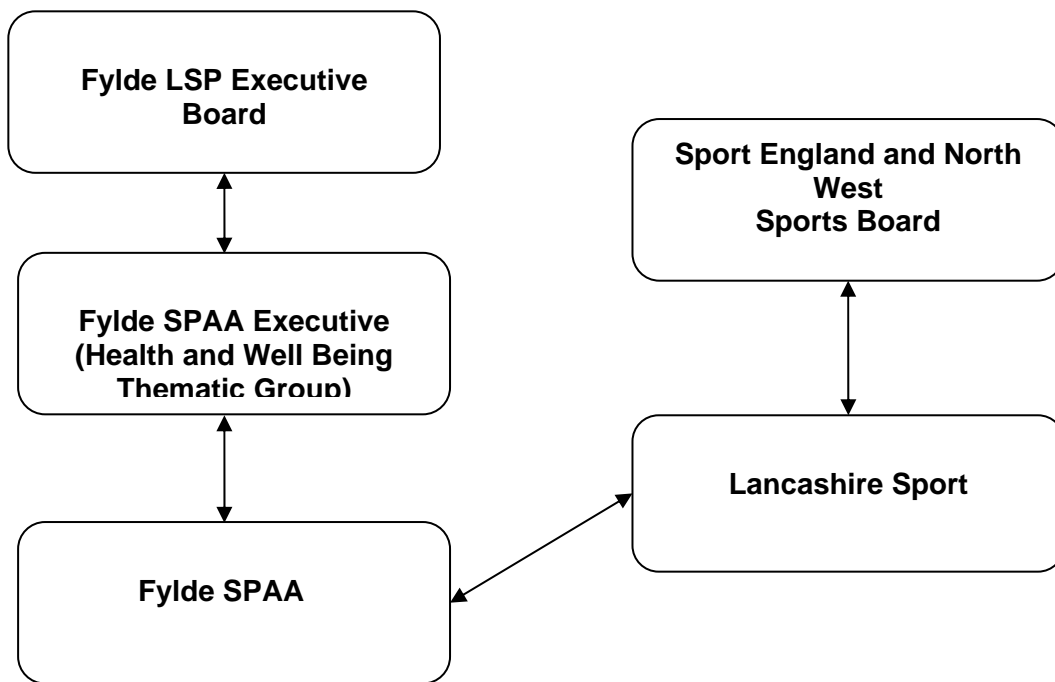 Fylde LSP Executive
Board
Sport England and North
West
Sports Board
Fylde SPAA Executive
(Health and Well Being
Thematic Group)
Lancashire Sport
Fylde SPAA